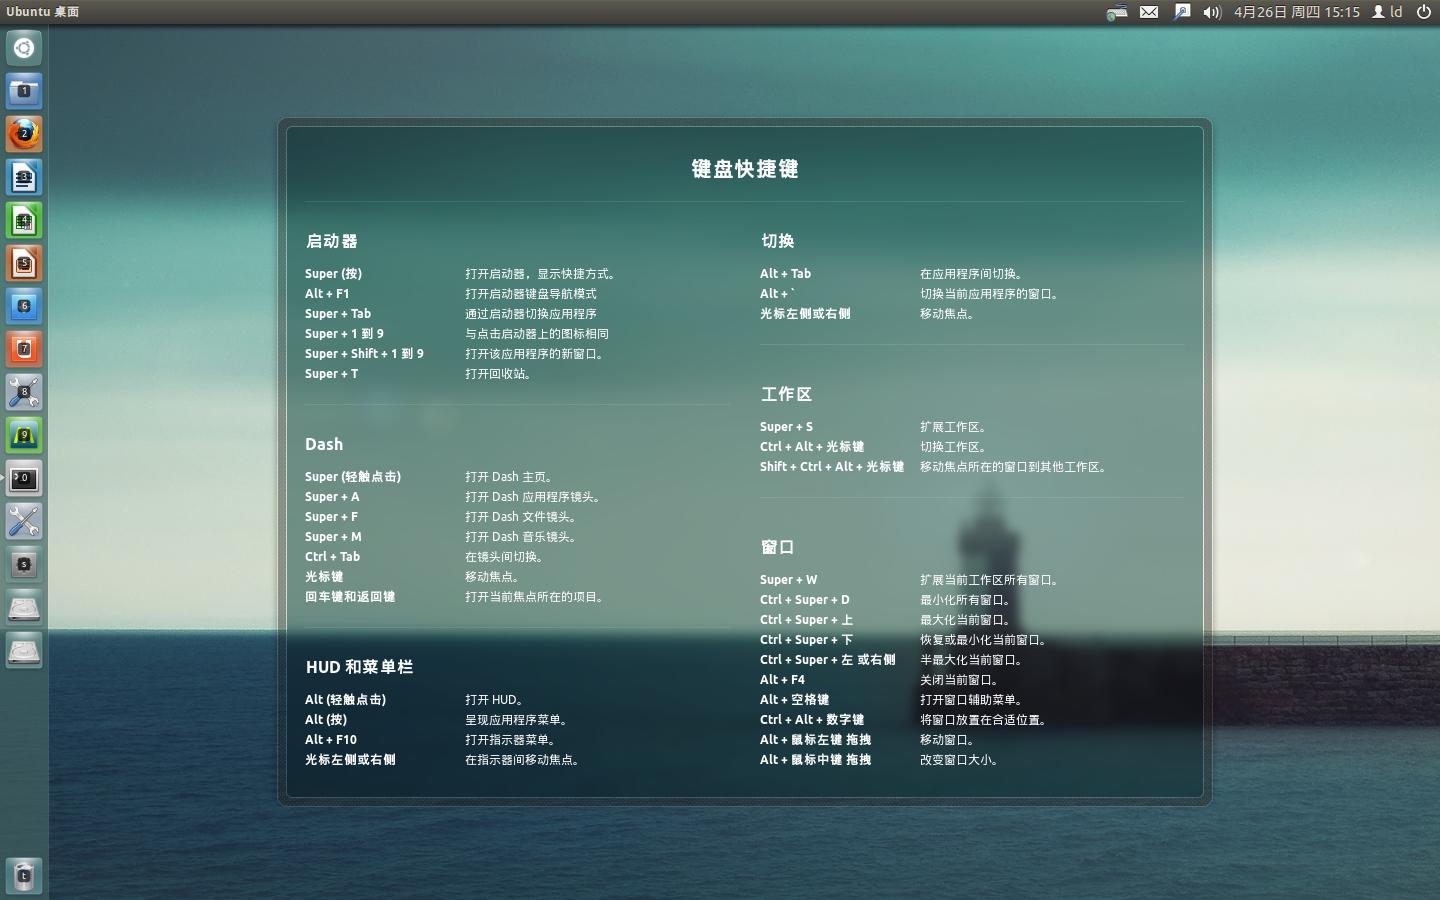 Ubuntu 桌面
4月26日 周四 15:15 ld
1
2
3
4
5
6
7
8
9
0
s
t
键盘快捷键
启动器
Super (按) 打开启动器，显示快捷方式。
Alt + F1 打开启动器键盘导航模式
Super + Tab 通过启动器切换应用程序
Super + 1 到 9 与点击启动器上的图标相同
Super + Shift + 1 到 9 打开该应用程序的新窗口。
Super + T 打开回收站。
Dash
Super (轻触点击) 打开 Dash 主页。
Super + A 打开 Dash 应用程序镜头。
Super + F 打开 Dash 文件镜头。
Super + M 打开 Dash 音乐镜头。
Ctrl + Tab 在镜头间切换。
光标键 移动焦点。
回车键和返回键 打开当前焦点所在的项目。
HUD 和菜单栏
Alt (轻触点击) 打开 HUD。
Alt (按) 呈现应用程序菜单。
Alt + F10 打开指示器菜单。
光标左侧或右侧 在指示器间移动焦点。
切换
Alt + Tab 在应用程序间切换。
Alt + ` 切换当前应用程序的窗口。
光标左侧或右侧 移动焦点。
工作区
Super + S 扩展工作区。
Ctrl + Alt + 光标键 切换工作区。
Shift + Ctrl + Alt + 光标键 移动焦点所在的窗口到其他工作区。
窗口
Super + W 扩展当前工作区所有窗口。
Ctrl + Super + D 最小化所有窗口。
Ctrl + Super + 上 最大化当前窗口。
Ctrl + Super + 下 恢复或最小化当前窗口。
Ctrl + Super + 左 或右侧 半最大化当前窗口。
Alt + F4 关闭当前窗口。
Alt + 空格键 打开窗口辅助菜单。
Ctrl + Alt + 数字键 将窗口放置在合适位置。
Alt + 鼠标左键 拖拽 移动窗口。
Alt + 鼠标中键 拖拽 改变窗口大小。